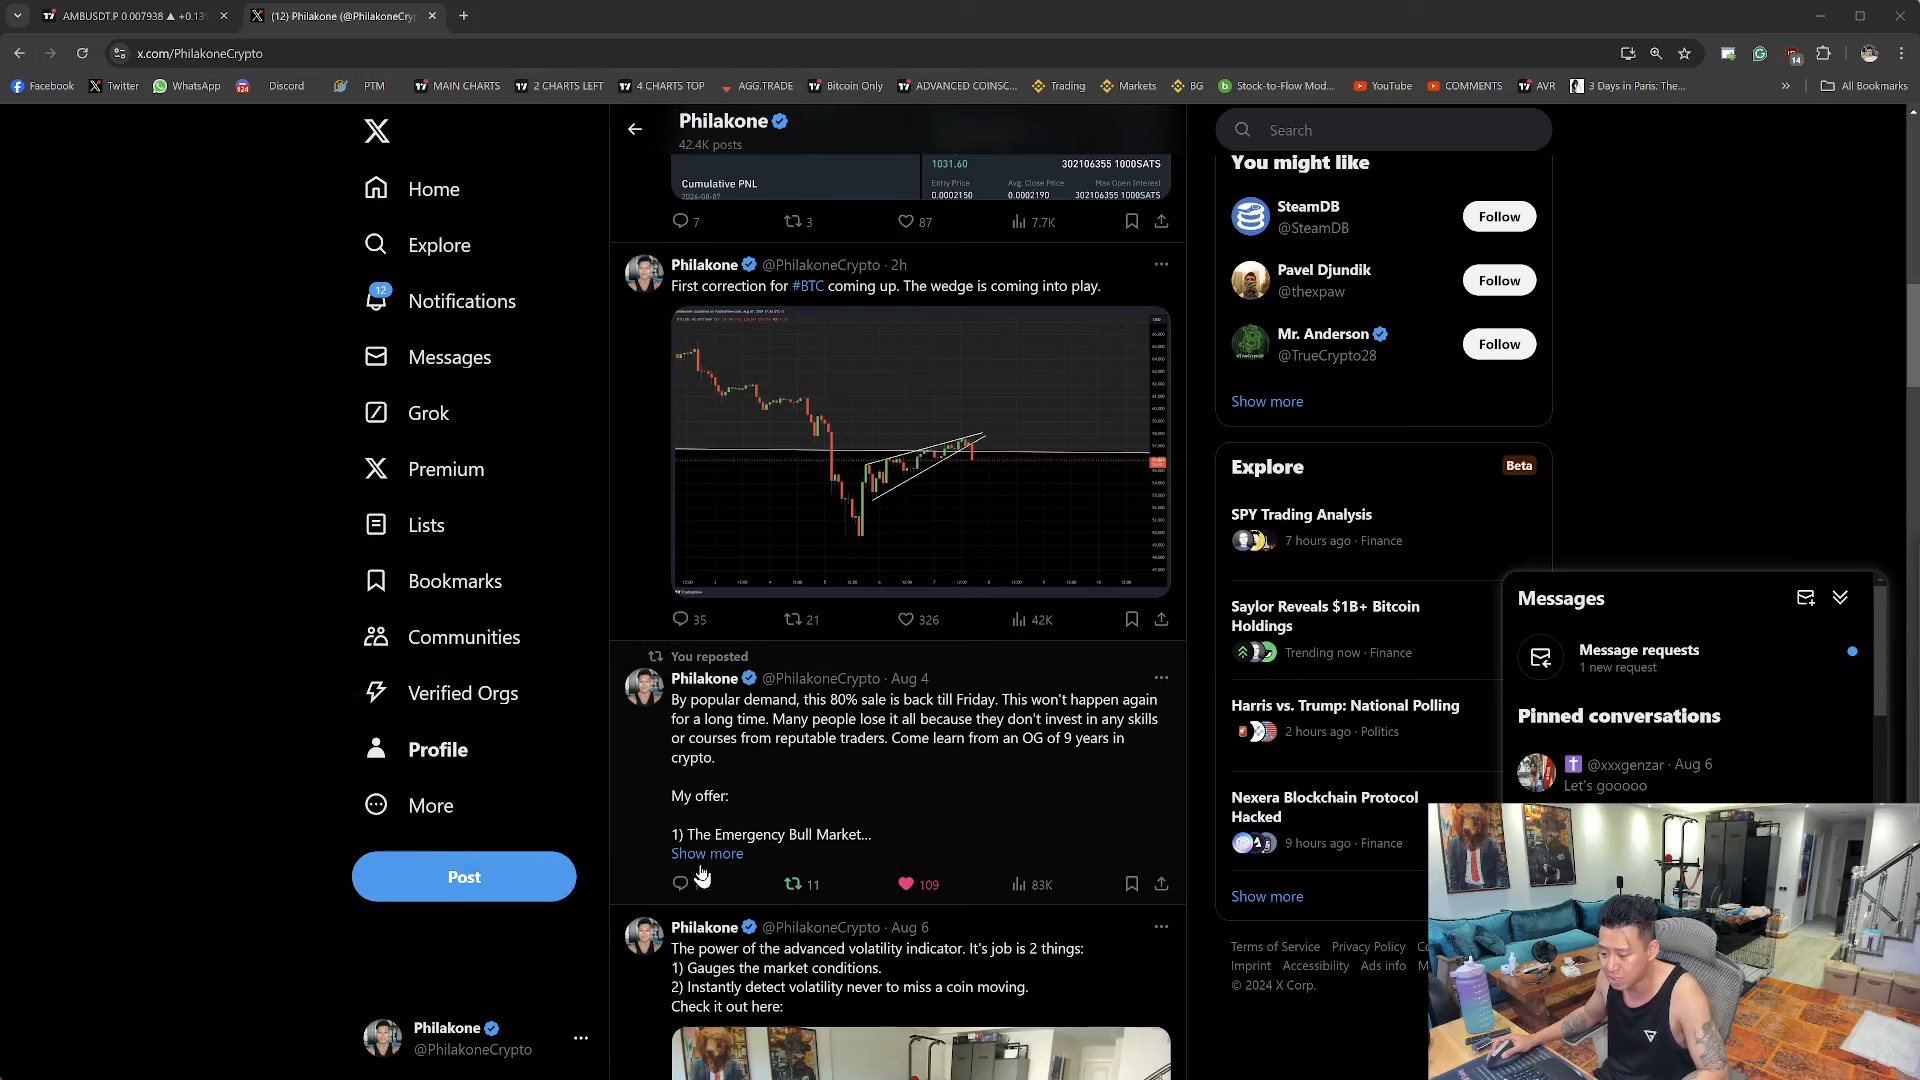 AMBUSDT.P 0.007938 ▲ +0.13%
(12) Philakone (@PhilakoneCry
x.com/PhilakoneCrypto
14
Facebook
Twitter
WhatsApp
124
Discord
PTM
MAIN CHARTS
2 CHARTS LEFT
4 CHARTS TOP
AGG.TRADE
Bitcoin Only
ADVANCED COINSC...
Trading
Markets
BG
Stock-to-Flow Mod...
YouTube
COMMENTS
AVR
3 Days in Paris: The...
All Bookmarks
Home
Explore
12
Notifications
Messages
Grok
Premium
Lists
Bookmarks
Communities
Verified Orgs
Profile
More
Post
Philakone
@PhilakoneCrypto
Philakone
42.4K posts
Cumulative PNL
2024-08-07
1031.60
302106355 1000SATS
Entry Price
Avg. Close Price
Max Open Interest
0.0002150
0.0002190
302106355 1000SATS
7
3
87
7.7K
Philakone @PhilakoneCrypto · 2h
First correction for #BTC coming up. The wedge is coming into play.
TradingView
35
21
326
42K
You reposted
Philakone @PhilakoneCrypto · Aug 4
By popular demand, this 80% sale is back till Friday. This won't happen again
for a long time. Many people lose it all because they don't invest in any skills
or courses from reputable traders. Come learn from an OG of 9 years in
crypto.
My offer:
1) The Emergency Bull Market...
Show more
11
109
83K
Philakone @PhilakoneCrypto · Aug 6
The power of the advanced volatility indicator. It's job is 2 things:
1) Gauges the market conditions.
2) Instantly detect volatility never to miss a coin moving.
Check it out here:
Search
You might like
SteamDB
@SteamDB
Follow
Pavel Djundik
@thexpaw
Follow
Mr. Anderson
@TrueCrypto28
Follow
Show more
Explore
Beta
SPY Trading Analysis
7 hours ago · Finance
Saylor Reveals $1B+ Bitcoin
Holdings
Trending now · Finance
Harris vs. Trump: National Polling
2 hours ago · Politics
Nexera Blockchain Protocol
Hacked
9 hours ago · Finance
Show more
Terms of Service Privacy Policy
Imprint Accessibility Ads info
© 2024 X Corp.
Messages
Message requests
1 new request
Pinned conversations
@xxxgenzar · Aug 6
Let's gooooo